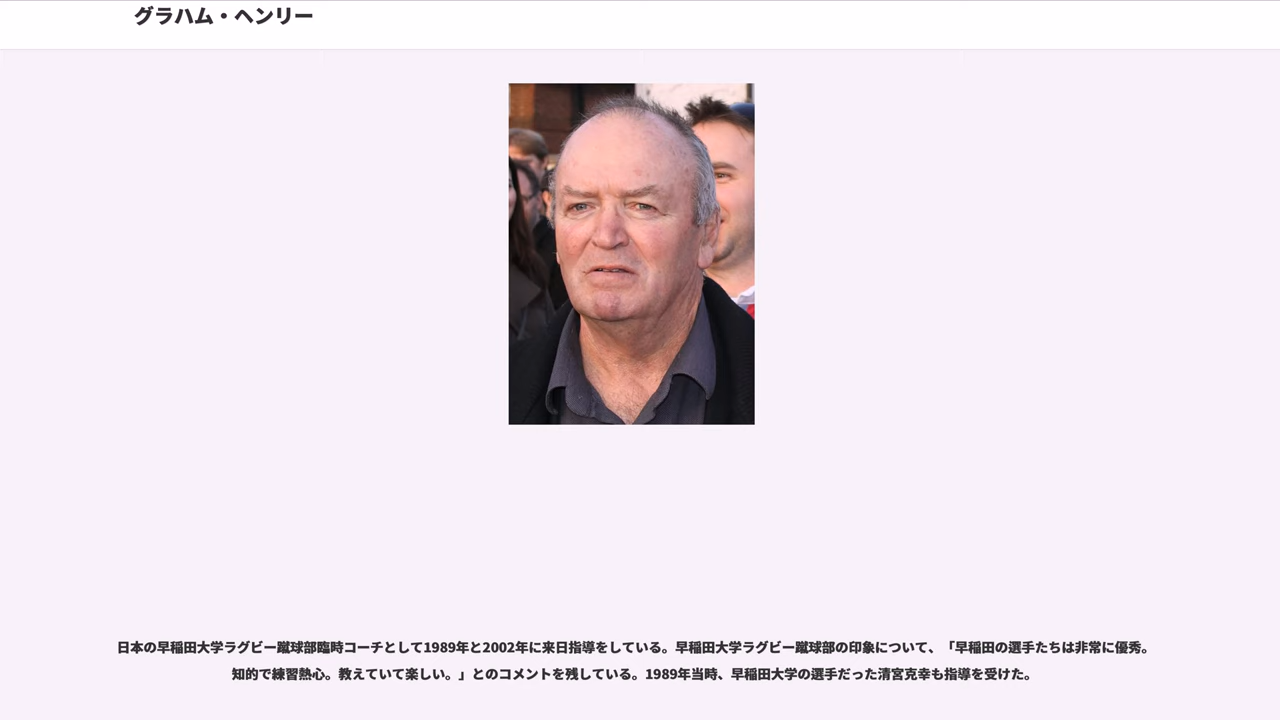 グラハム・ヘンリー
日本の早稲田大学ラグビー蹴球部臨時コーチとして1989年と2002年に来日指導をしている。早稲田大学ラグビー蹴球部の印象について、「早稲田の選手たちは非常に優秀。
知的で練習熱心。教えていて楽しい。」とのコメントを残している。1989年当時、早稲田大学の選手だった清宮克幸も指導を受けた。